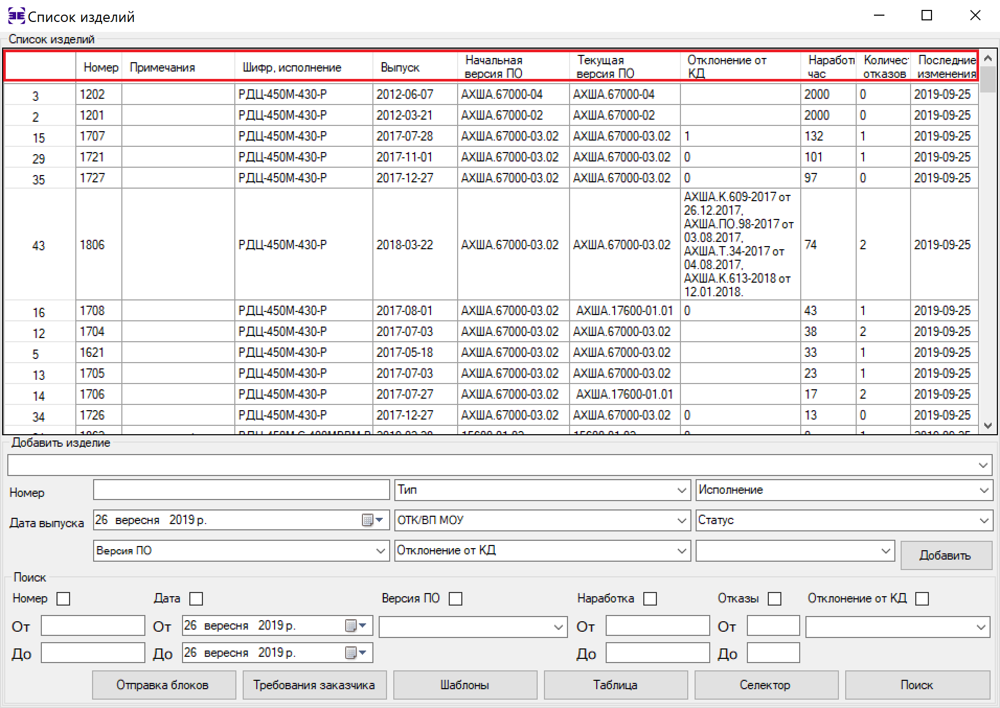 Список изделий
Список изделий
Номер Примечания Шифр, исполнение Выпуск Начальная версия ПО Текущая версия ПО Отклонение от КД Наработ час Количес отказов Последние изменения
3 1202 РДЦ-450М-430-Р 2012-06-07 АХША.67000-04 АХША.67000-04 2000 0 2019-09-25
2 1201 РДЦ-450М-430-Р 2012-03-21 АХША.67000-02 АХША.67000-02 2000 0 2019-09-25
15 1707 РДЦ-450М-430-Р 2017-07-28 АХША.67000-03.02 АХША.67000-03.02 1 132 1 2019-09-25
29 1721 РДЦ-450М-430-Р 2017-11-01 АХША.67000-03.02 АХША.67000-03.02 0 101 1 2019-09-25
35 1727 РДЦ-450М-430-Р 2017-12-27 АХША.67000-03.02 АХША.67000-03.02 0 97 0 2019-09-25
43 1806 РДЦ-450М-430-Р 2018-03-22 АХША.67000-03.02 АХША.67000-03.02
АХША.К.609-2017 от
26.12.2017,
АХША.ПО.98-2017 от
03.08.2017,
АХША.Т.34-2017 от
04.08.2017,
АХША.К.613-2018 от
12.01.2018.
74 2 2019-09-25
16 1708 РДЦ-450М-430-Р 2017-08-01 АХША.67000-03.02 АХША.17600-01.01 0 43 1 2019-09-25
12 1704 РДЦ-450М-430-Р 2017-07-03 АХША.67000-03.02 АХША.67000-03.02 38 2 2019-09-25
5 1621 РДЦ-450М-430-Р 2017-05-18 АХША.67000-03.02 АХША.67000-03.02 33 1 2019-09-25
13 1705 РДЦ-450М-430-Р 2017-07-03 АХША.67000-03.02 АХША.67000-03.02 23 1 2019-09-25
14 1706 РДЦ-450М-430-Р 2017-07-27 АХША.67000-03.02 АХША.17600-01.01 17 2 2019-09-25
34 1726 РДЦ-450М-430-Р 2017-12-27 АХША.67000-03.02 АХША.67000-03.02 0 13 0 2019-09-25
Добавить изделие
Номер Тип Исполнение
Дата выпуска 26 вересня 2019 р. ОТК/ВП МОУ Статус
Версия ПО Отклонение от КД Добавить
Поиск
Номер Дата Версия ПО Наработка Отказы Отклонение от КД
От От 26 вересня 2019 р. От От
До До 26 вересня 2019 р. До До
Отправка блоков Требования заказчика Шаблоны Таблица Селектор Поиск